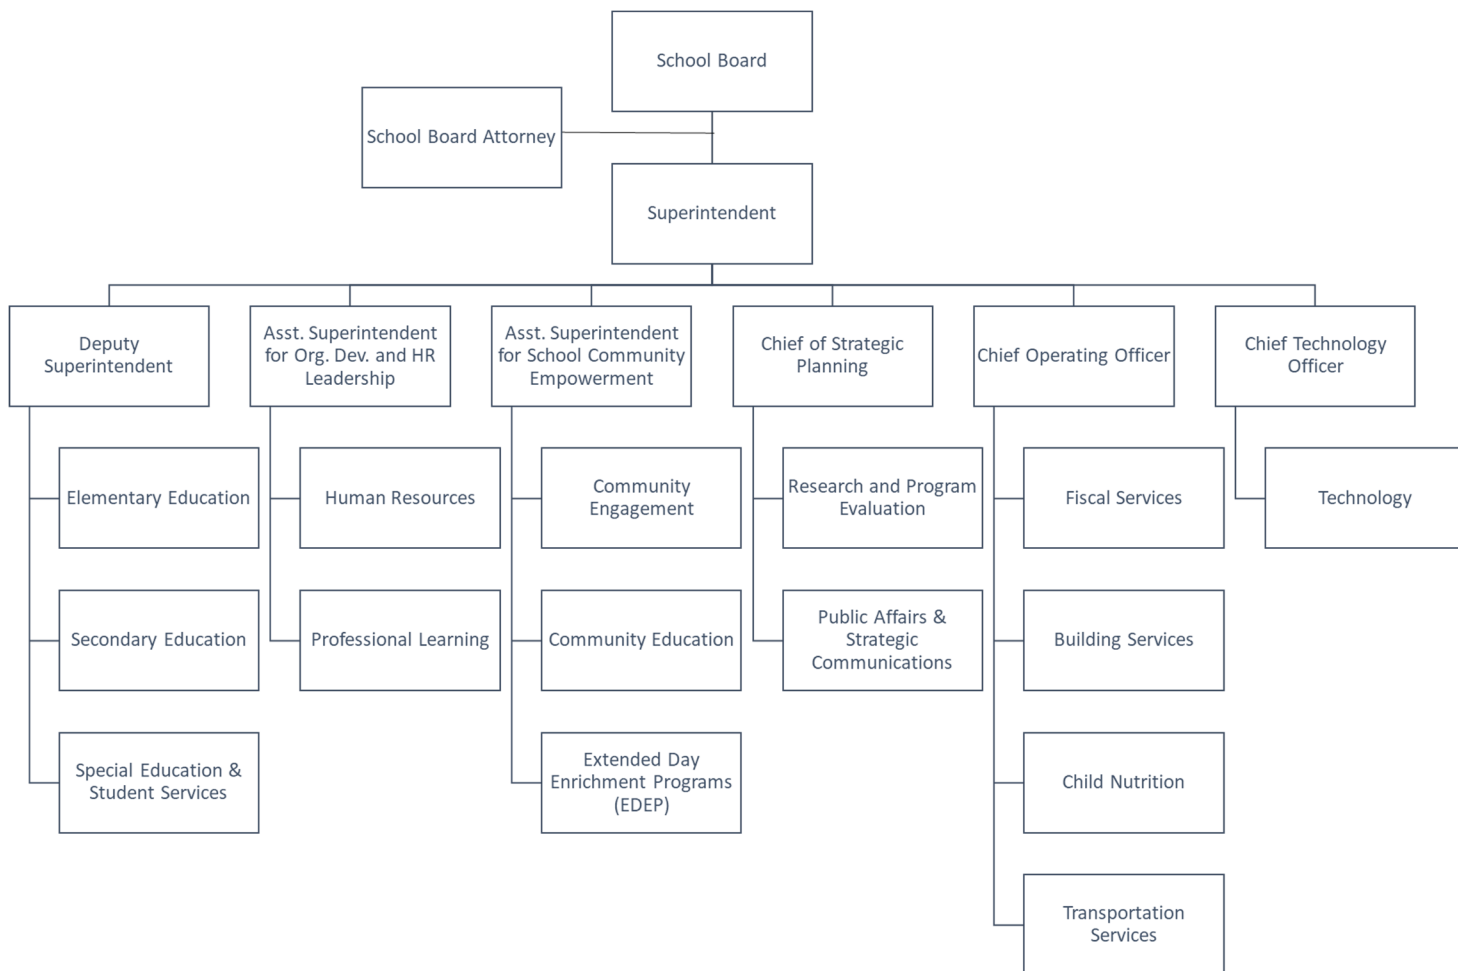 School Board
School Board Attorney
Superintendent
Deputy
Superintendent
Asst. Superintendent
for Org. Dev. and HR
Leadership
Asst. Superintendent
for School Community
Empowerment
Chief of Strategic
Planning
Chief Operating Officer
Chief Technology
Officer
Elementary Education
Human Resources
Community
Engagement
Research and Program
Evaluation
Fiscal Services
Technology
Secondary Education
Professional Learning
Community Education
Public Affairs &
Strategic
Communications
Building Services
Special Education &
Student Services
Extended Day
Enrichment Programs
(EDEP)
Child Nutrition
Transportation
Services